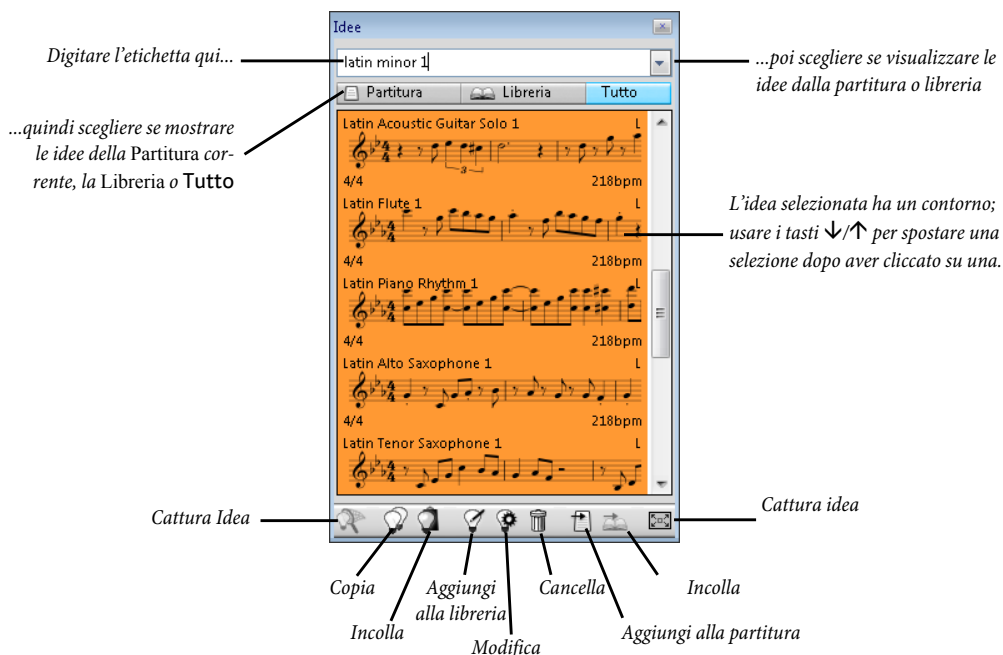 Idee
Digitare l'etichetta qui...
latin minor 1
...poi scegliere se visualizzare le
idee dalla partitura o libreria
Partitura
Libreria
Tutto
...quindi scegliere se mostrare
le idee della Partitura cor-
rente, la Libreria o Tutto
Latin Acoustic Guitar Solo 1 L
3
4/4 218bpm
Latin Flute 1 L
4/4 218bpm
L'idea selezionata ha un contorno;
usare i tasti ↓/↑ per spostare una
selezione dopo aver cliccato su una.
Latin Piano Rhythm 1 L
4/4 218bpm
Latin Alto Saxophone 1 L
4/4 218bpm
Latin Tenor Saxophone 1 L
Cattura Idea
Cattura idea
Copia
Incolla
Aggiungi
alla libreria
Modifica
Cancella
Aggiungi alla partitura
Incolla